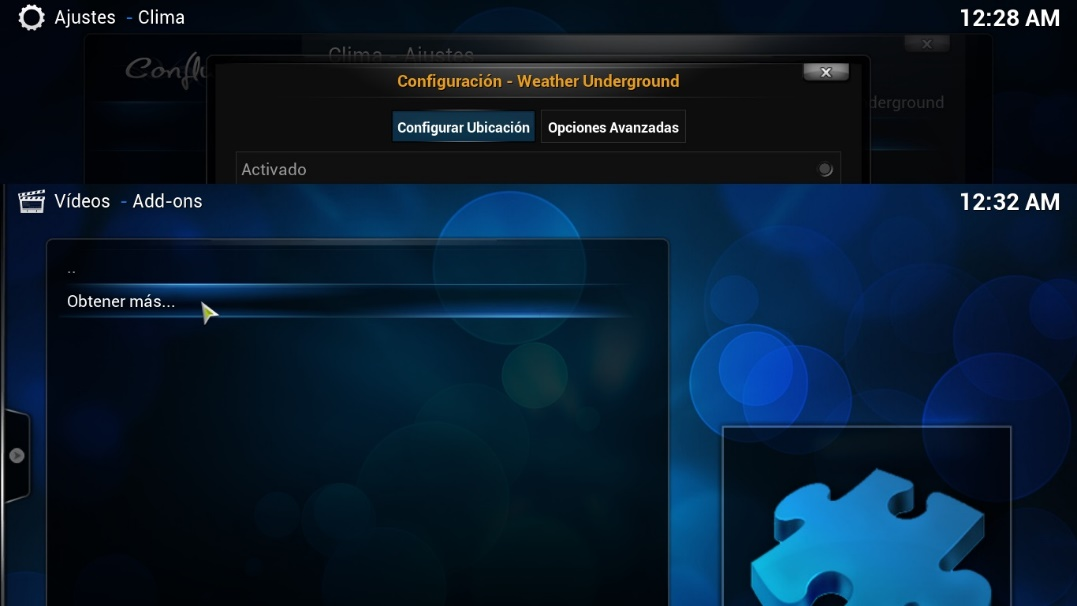 Ajustes - Clima
12:28 AM
Clima - Ajustes
Configuración - Weather Underground
x
derground
Configurar Ubicación
Opciones Avanzadas
Activado
Vídeos - Add-ons
12:32 AM
..
Obtener más...